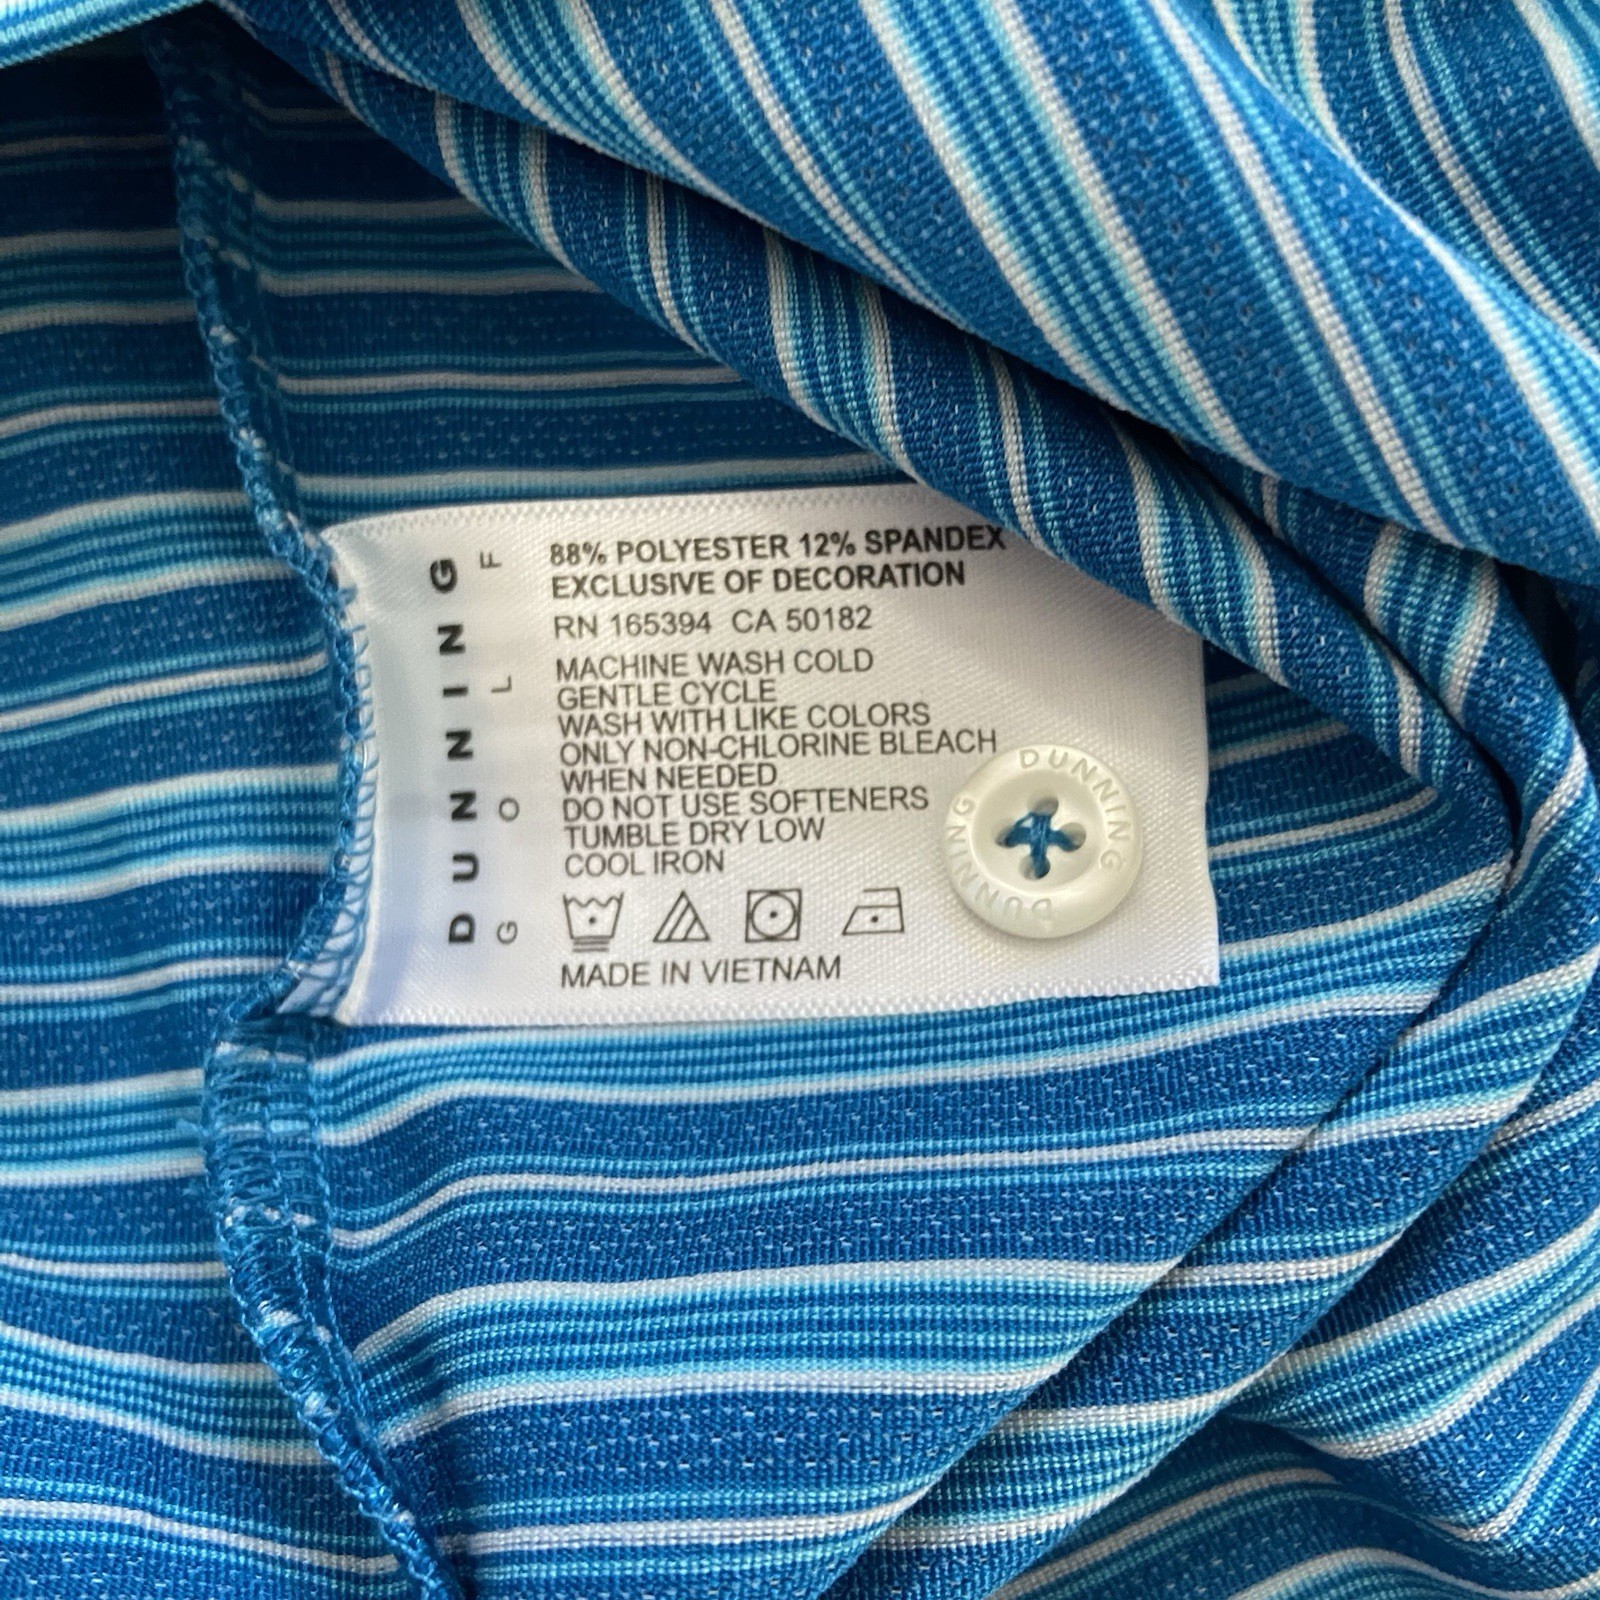 DUNNING
GOLF
88% POLYESTER 12% SPANDEX
EXCLUSIVE OF DECORATION
RN 165394 CA 50182
MACHINE WASH COLD
GENTLE CYCLE
WASH WITH LIKE COLORS
ONLY NON-CHLORINE BLEACH
WHEN NEEDED
DO NOT USE SOFTENERS
TUMBLE DRY LOW
COOL IRON
MADE IN VIETNAM
DUNNING
DUNNING